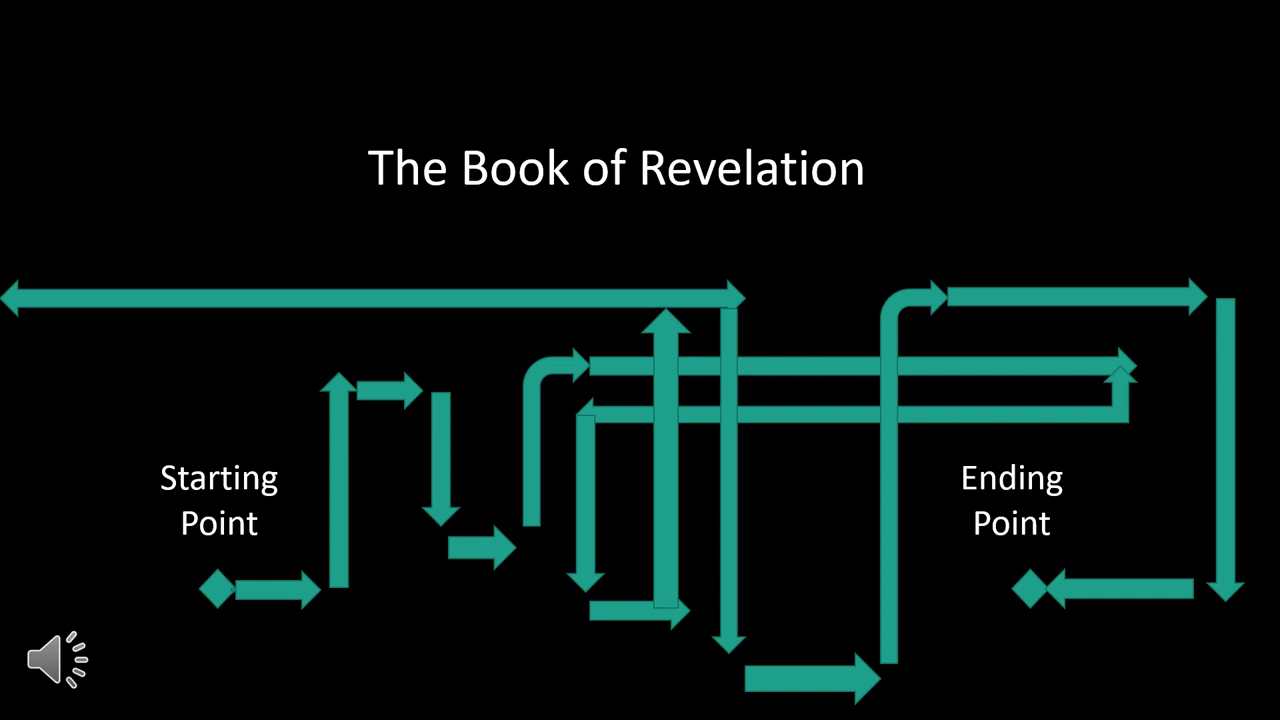 The Book of Revelation
Starting
Point
Ending
Point